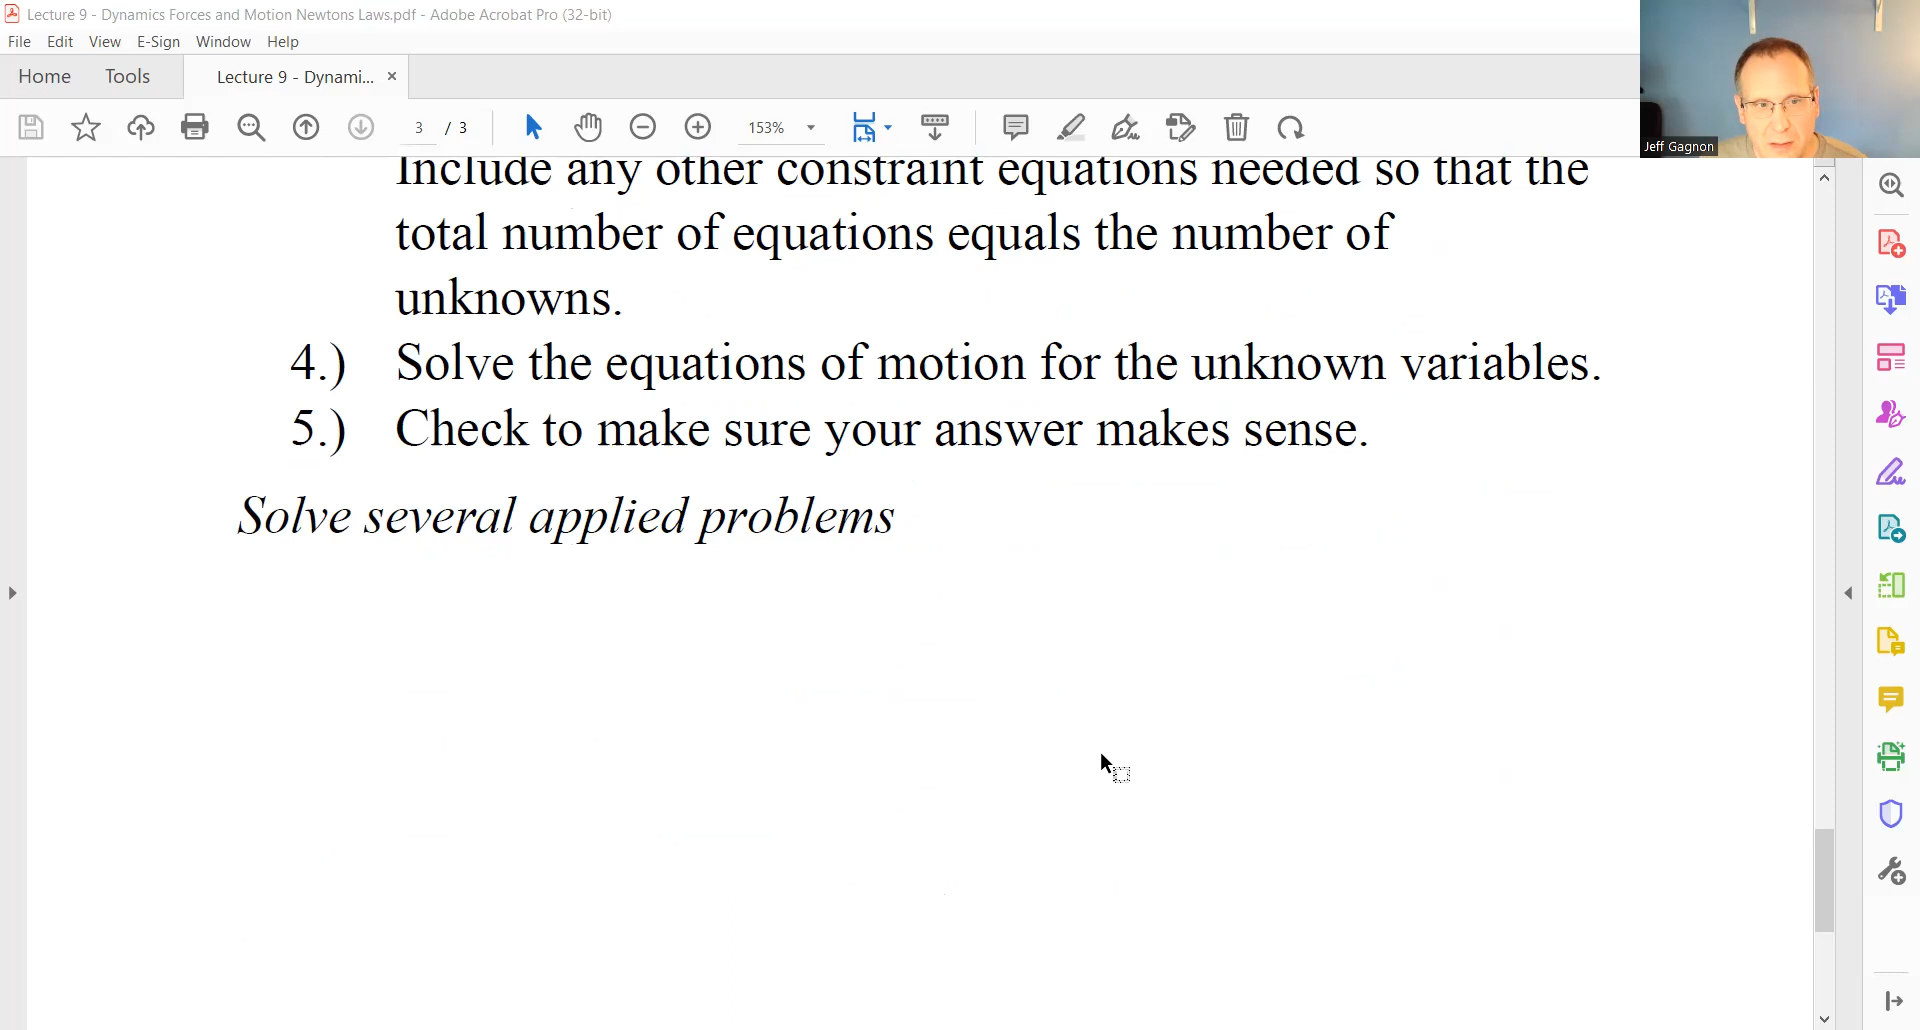 Lecture 9 - Dynamics Forces and Motion Newtons Laws.pdf - Adobe Acrobat Pro (32-bit)
File Edit View E-Sign Window Help
Home Tools Lecture 9 - Dynami... ×
3 / 3 153%
Jeff Gagnon
Include any other constraint equations needed so that the
total number of equations equals the number of
unknowns.
4.) Solve the equations of motion for the unknown variables.
5.) Check to make sure your answer makes sense.
Solve several applied problems